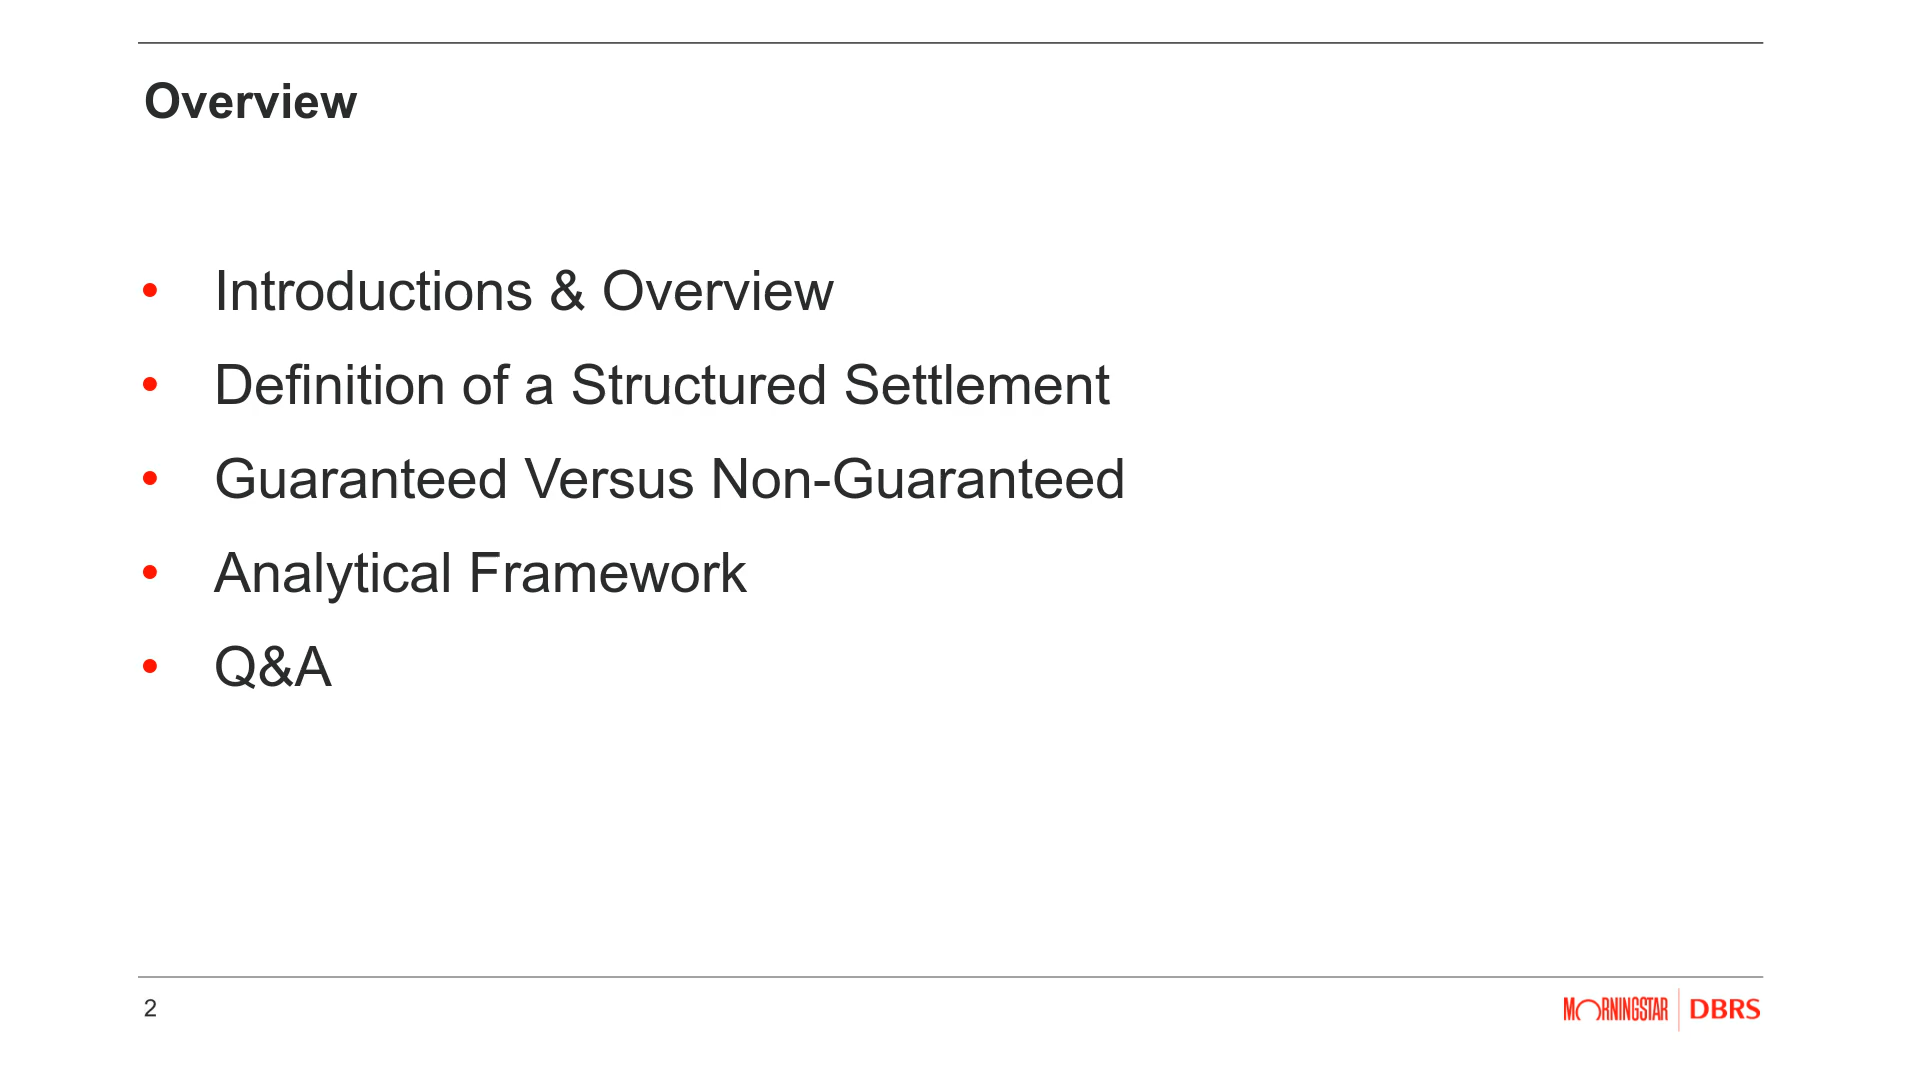 Overview
• Introductions & Overview
• Definition of a Structured Settlement
• Guaranteed Versus Non-Guaranteed
• Analytical Framework
• Q&A
2
MORNINGSTAR | DBRS